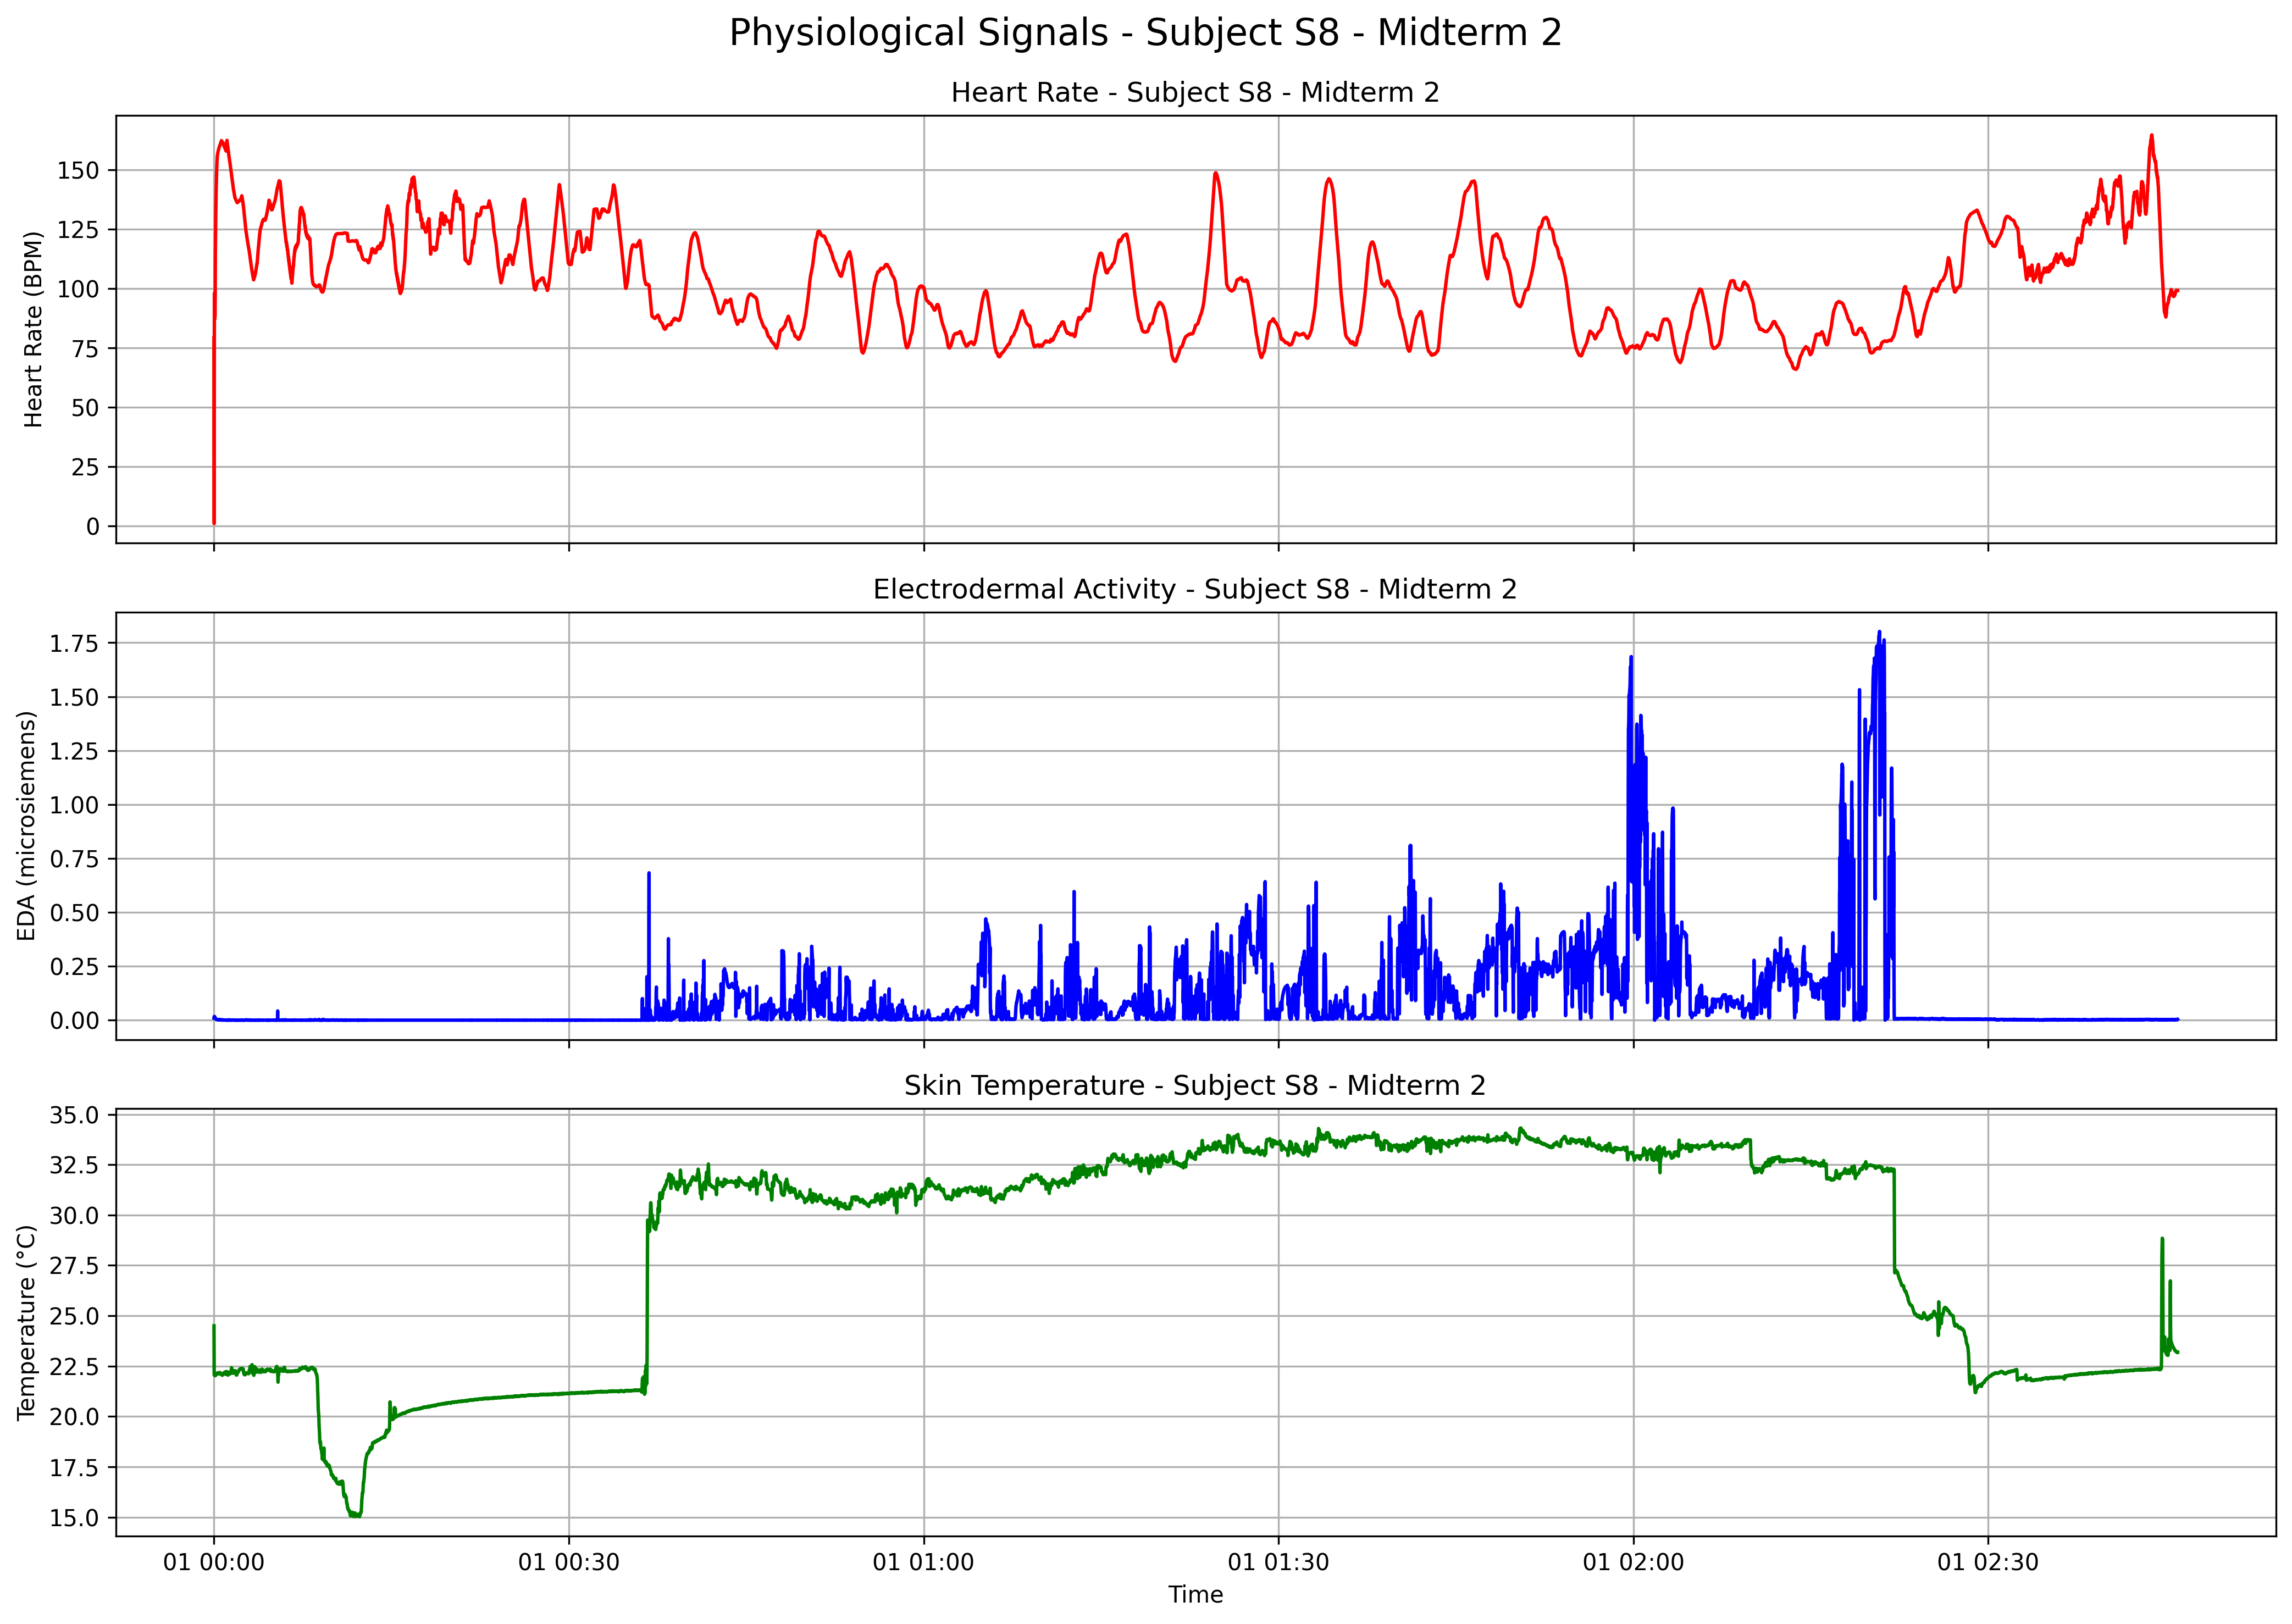 Physiological Signals - Subject S8 - Midterm 2
Heart Rate - Subject S8 - Midterm 2
Heart Rate (BPM)
150
125
100
75
50
25
0
Electrodermal Activity - Subject S8 - Midterm 2
EDA (microsiemens)
1.75
1.50
1.25
1.00
0.75
0.50
0.25
0.00
Skin Temperature - Subject S8 - Midterm 2
Temperature (°C)
35.0
32.5
30.0
27.5
25.0
22.5
20.0
17.5
15.0
01 00:00 01 00:30 01 01:00 01 01:30 01 02:00 01 02:30
Time